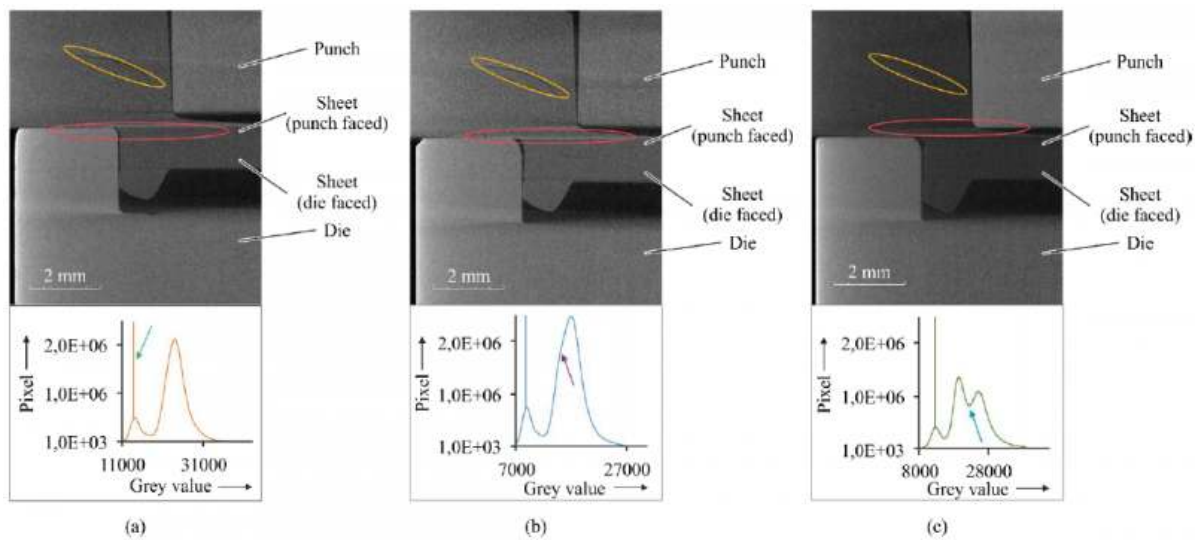 Punch
Sheet
(punch faced)
Sheet
(die faced)
Die
2 mm
Pixel
2,0E+06
1,0E+06
1,0E+03
11000 31000
Grey value
(a)
Punch
Sheet
(punch faced)
Sheet
(die faced)
Die
2 mm
Pixel
2,0E+06
1,0E+06
1,0E+03
7000 27000
Grey value
(b)
Punch
Sheet
(punch faced)
Sheet
(die faced)
Die
2 mm
Pixel
2,0E+06
1,0E+06
1,0E+03
8000 28000
Grey value
(c)